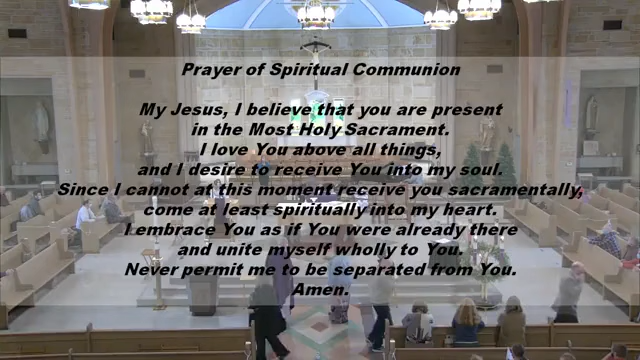 Prayer of Spiritual Communion
My Jesus, I believe that you are present
in the Most Holy Sacrament.
I love You above all things,
and I desire to receive You into my soul.
Since I cannot at this moment receive you sacramentally,
come at least spiritually into my heart.
I embrace You as if You were already there
and unite myself wholly to You.
Never permit me to be separated from You.
Amen.